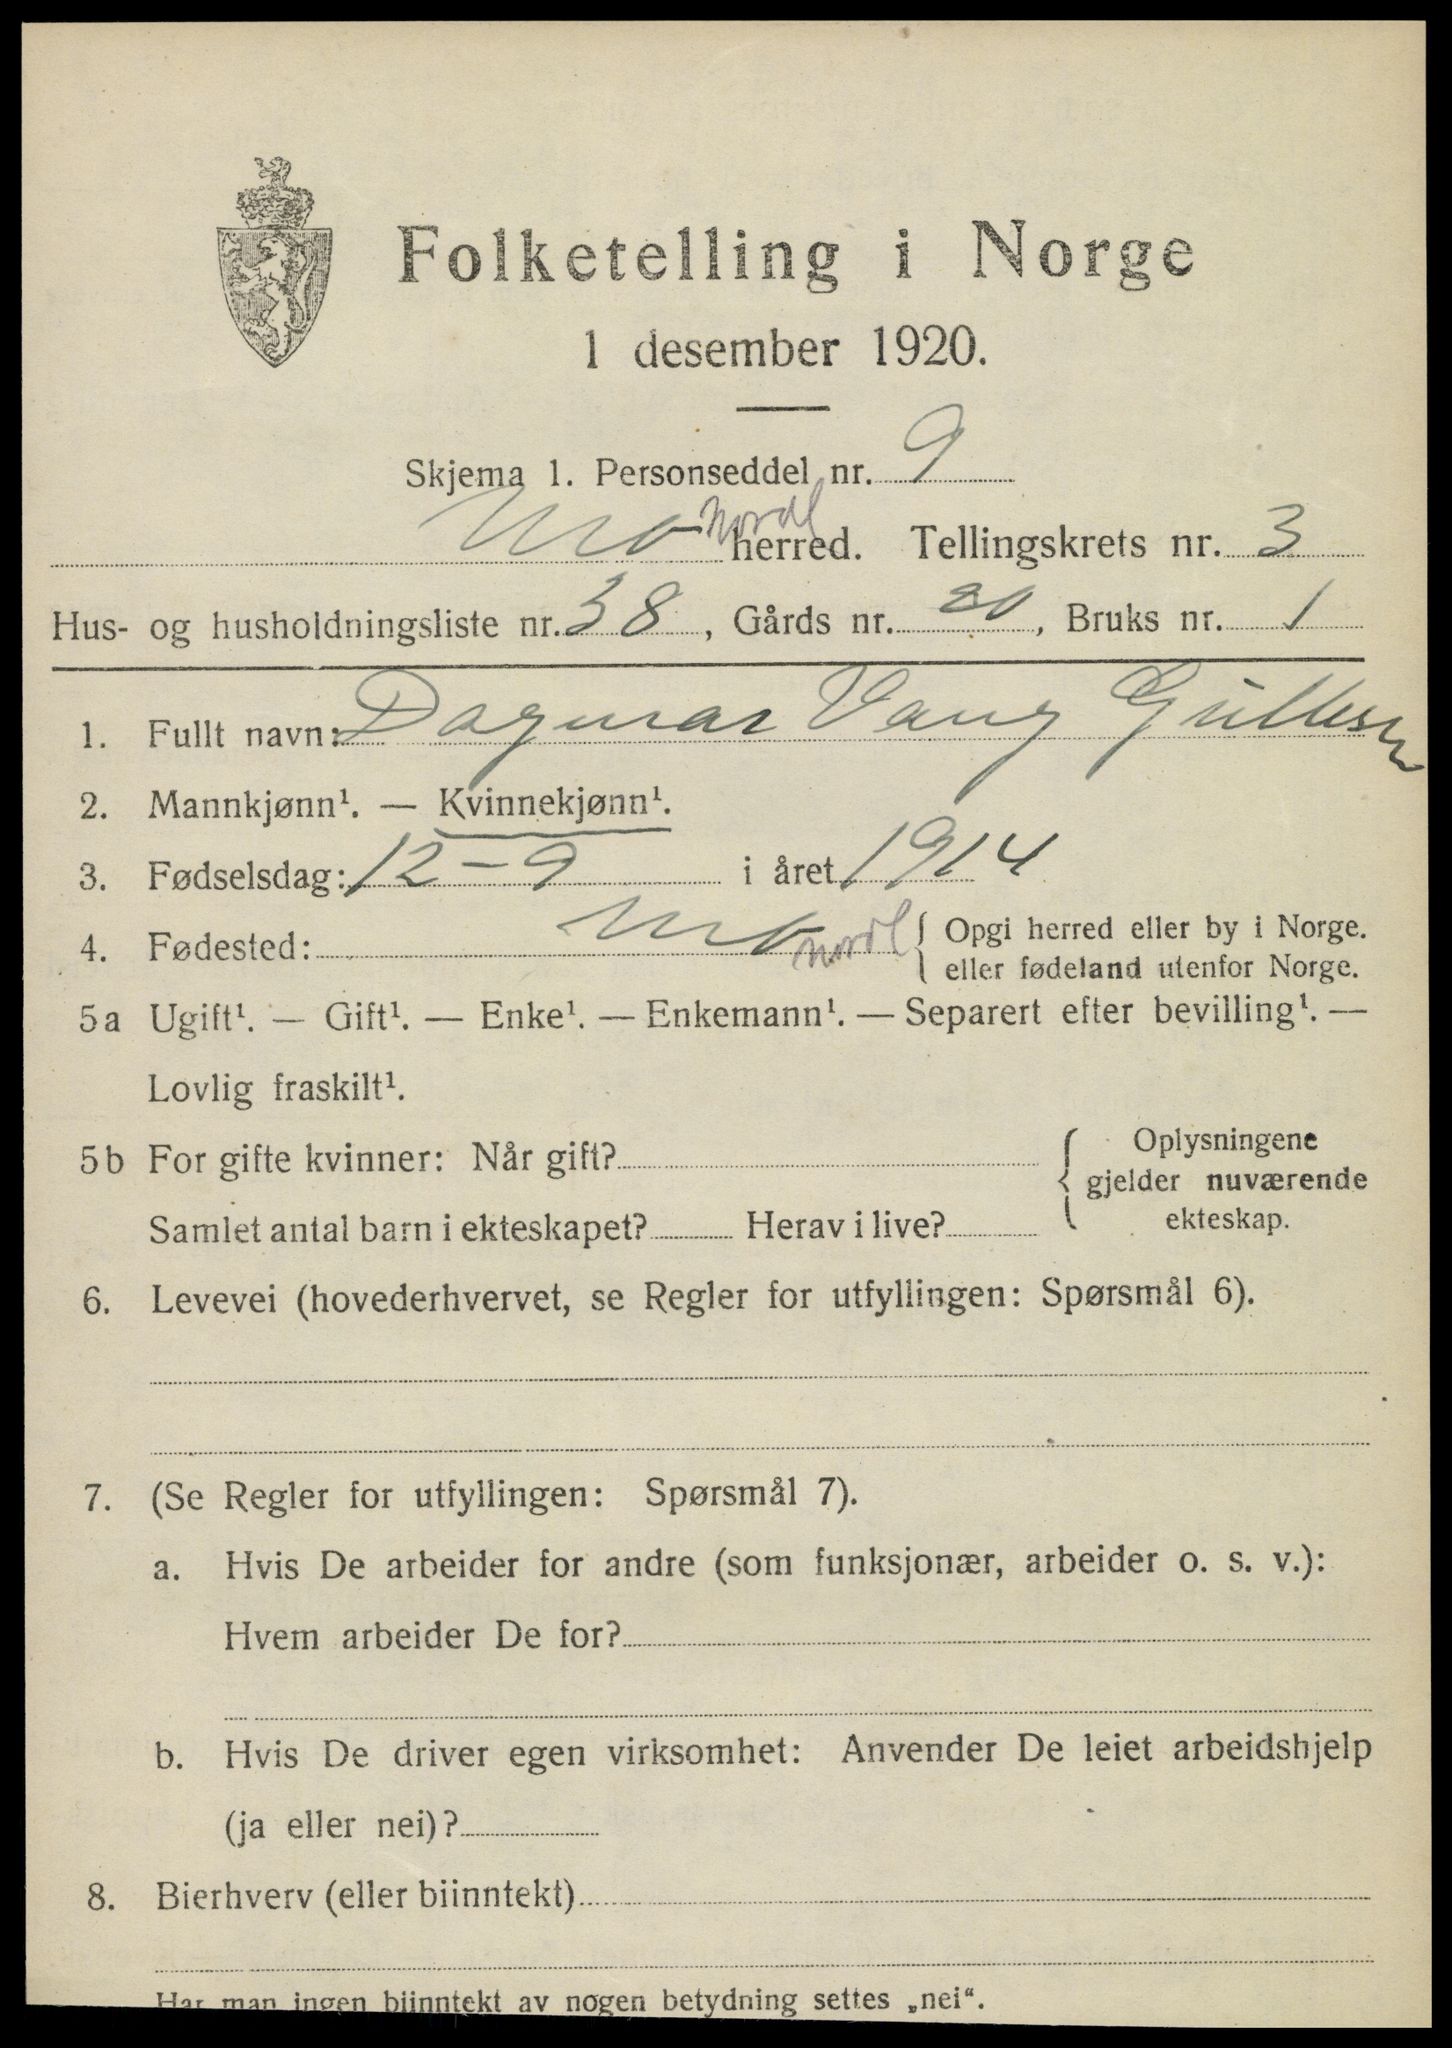 Folketelling i Norge
1 desember 1920.
Skjema 1. Personseddel nr. 9
Mo Nordl herred. Tellingskrets nr. 3
Hus- og husholdningsliste nr. 38, Gårds nr. 20, Bruks nr. 1
1. Fullt navn: Dagmar Vang Gullesen
2. Mannkjønn¹. — Kvinnekjønn¹.
3. Fødselsdag: 12-9 i året 1914
4. Fødested: Mo Nordl { Opgi herred eller by i Norge.
eller fødeland utenfor Norge.
5a Ugift¹. — Gift¹. — Enke¹. — Enkemann¹. — Separert efter bevilling¹. —
Lovlig fraskilt¹.
5b For gifte kvinner: Når gift? { Oplysningene
gjelder nuværende
Samlet antal barn i ekteskapet? Herav i live? ekteskap.
6. Levevei (hovederhvervet, se Regler for utfyllingen: Spørsmål 6).
7. (Se Regler for utfyllingen: Spørsmål 7).
a. Hvis De arbeider for andre (som funksjonær, arbeider o. s. v.):
Hvem arbeider De for?
b. Hvis De driver egen virksomhet: Anvender De leiet arbeidshjelp
(ja eller nei)?
8. Bierhverv (eller biinntekt)
Har man ingen biinntekt av nogen betydning settes „nei“.